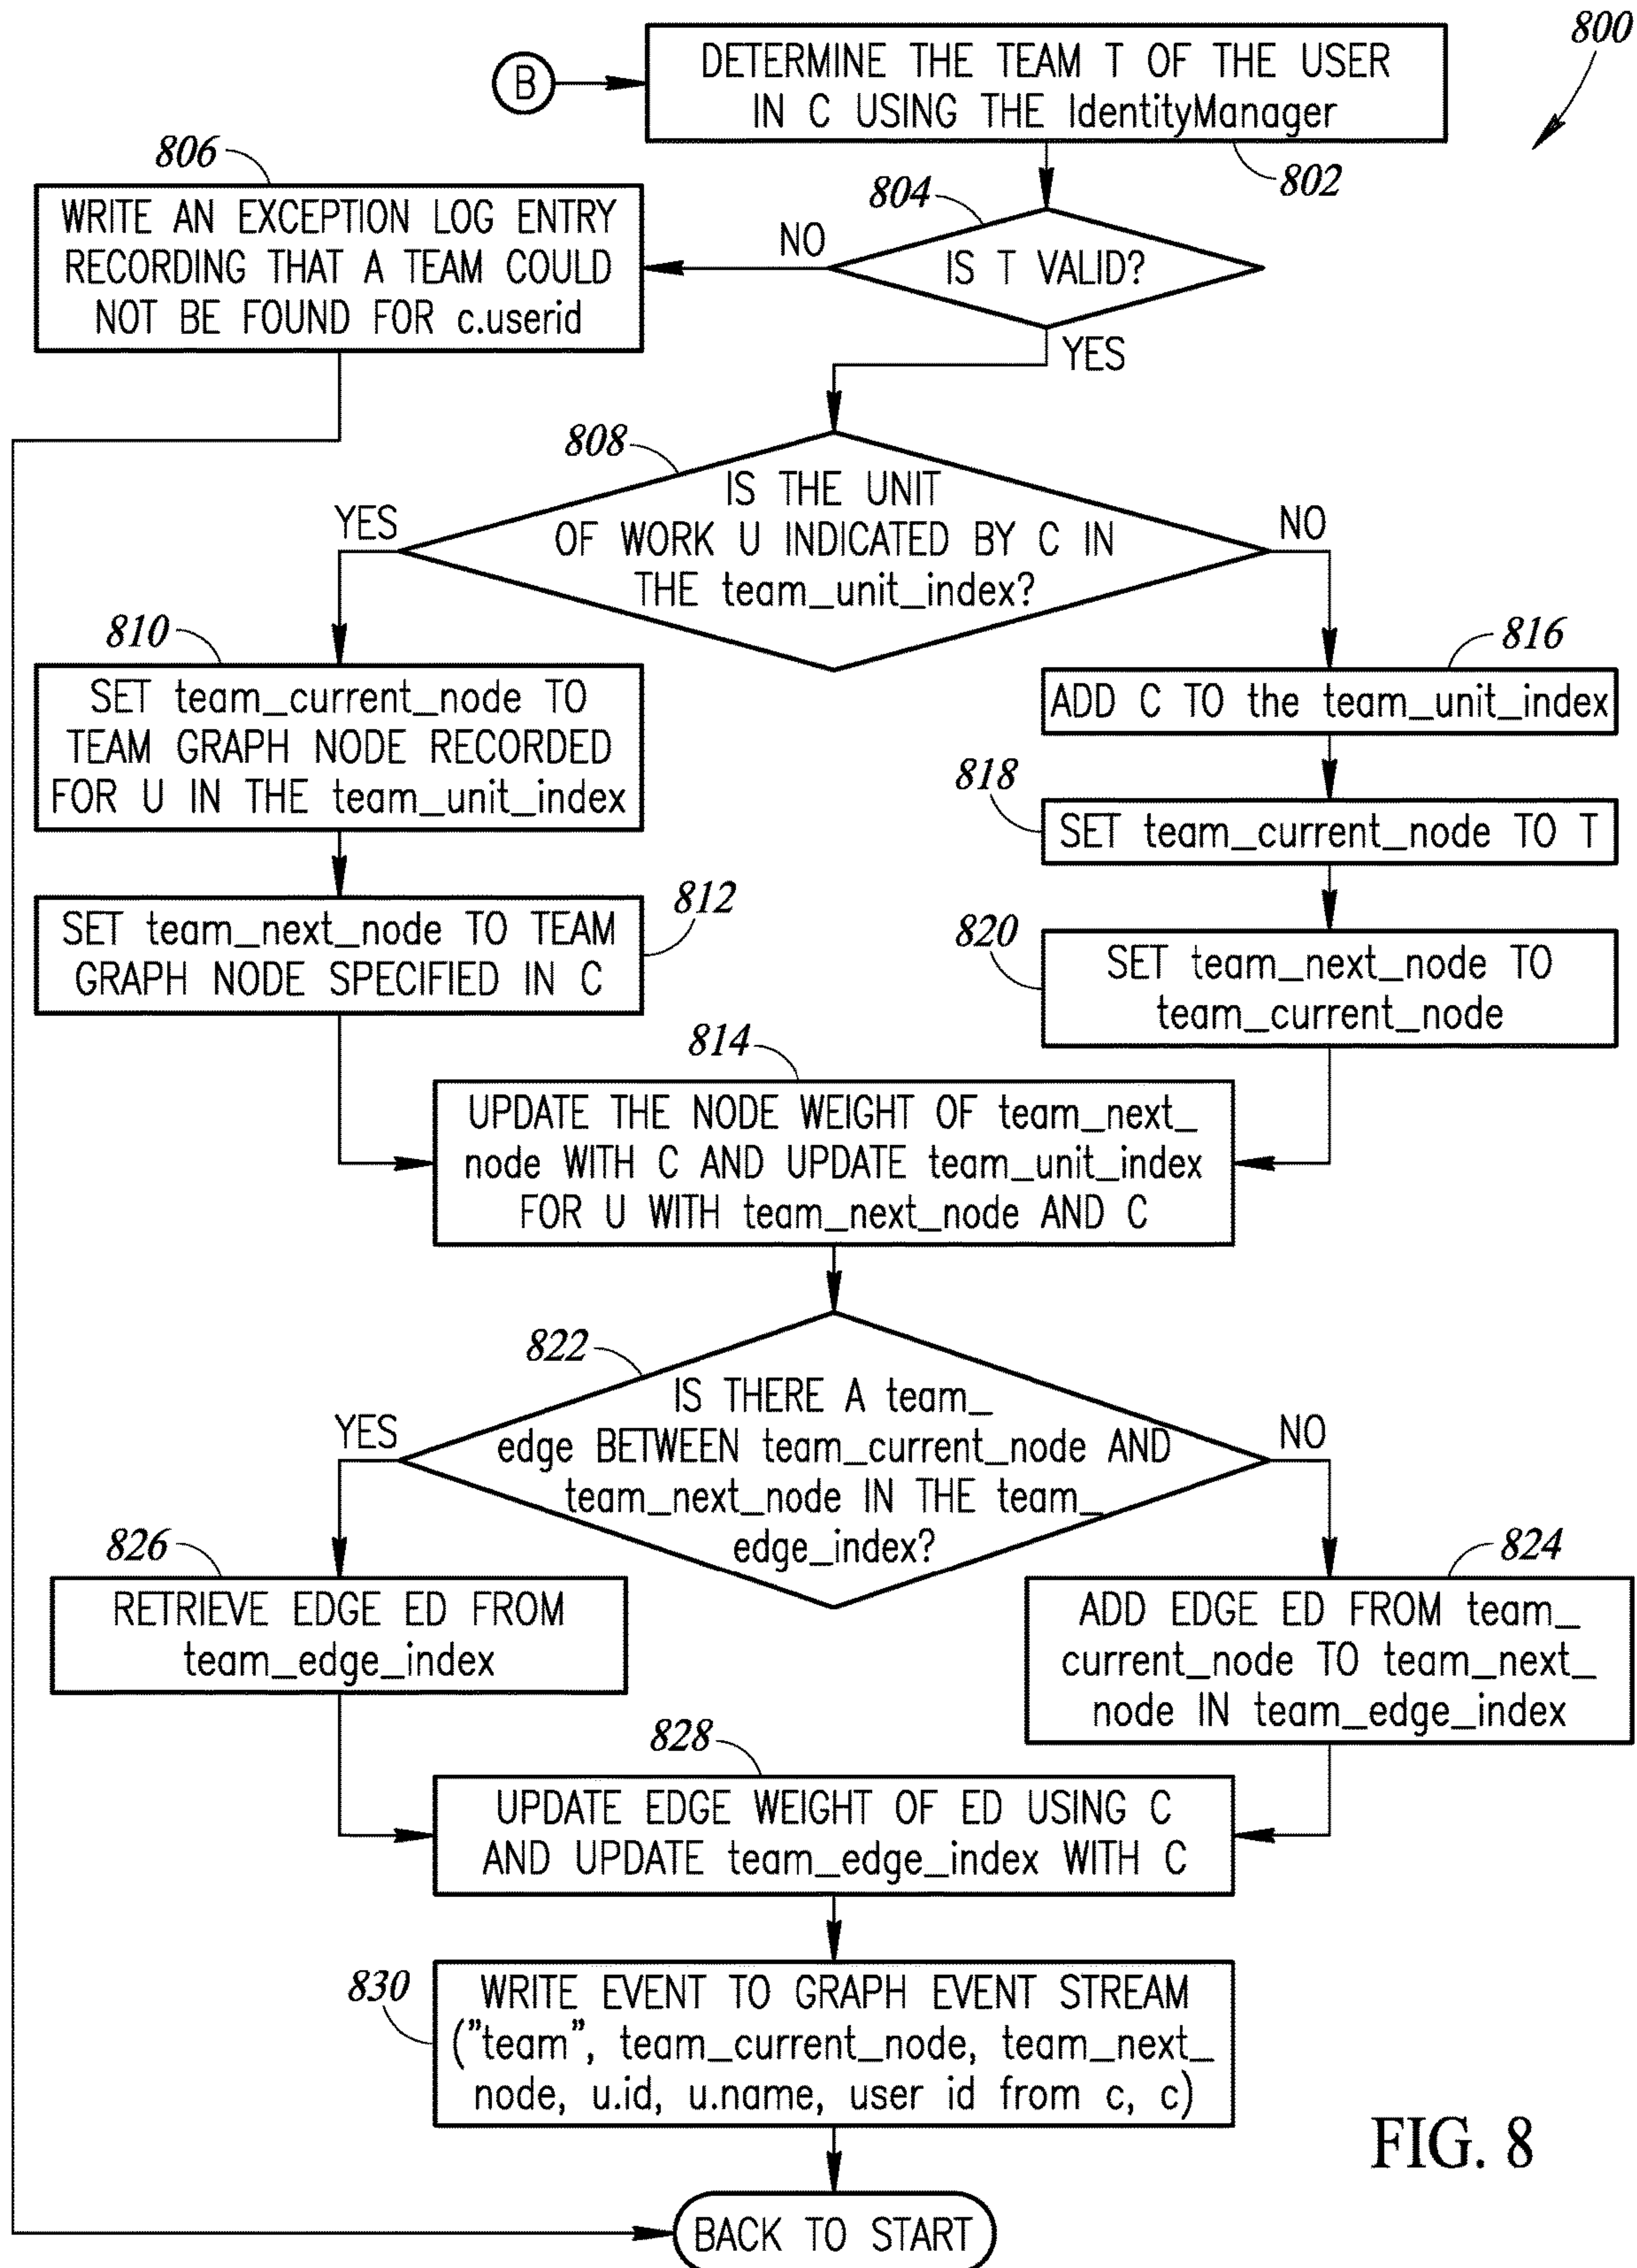 800
B
DETERMINE THE TEAM T OF THE USER
IN C USING THE IdentityManager
802
806
WRITE AN EXCEPTION LOG ENTRY
RECORDING THAT A TEAM COULD
NOT BE FOUND FOR c.userid
804
NO
IS T VALID?
YES
808
IS THE UNIT
OF WORK U INDICATED BY C IN
THE team_unit_index?
YES
NO
810
SET team_current_node TO
TEAM GRAPH NODE RECORDED
FOR U IN THE team_unit_index
816
ADD C TO the team_unit_index
818
SET team_current_node TO T
812
SET team_next_node TO TEAM
GRAPH NODE SPECIFIED IN C
820
SET team_next_node TO
team_current_node
814
UPDATE THE NODE WEIGHT OF team_next_
node WITH C AND UPDATE team_unit_index
FOR U WITH team_next_node AND C
822
IS THERE A team_
edge BETWEEN team_current_node AND
team_next_node IN THE team_
edge_index?
YES
NO
826
RETRIEVE EDGE ED FROM
team_edge_index
824
ADD EDGE ED FROM team_
current_node TO team_next_
node IN team_edge_index
828
UPDATE EDGE WEIGHT OF ED USING C
AND UPDATE team_edge_index WITH C
830
WRITE EVENT TO GRAPH EVENT STREAM
("team", team_current_node, team_next_
node, u.id, u.name, user id from c, c)
BACK TO START
FIG. 8